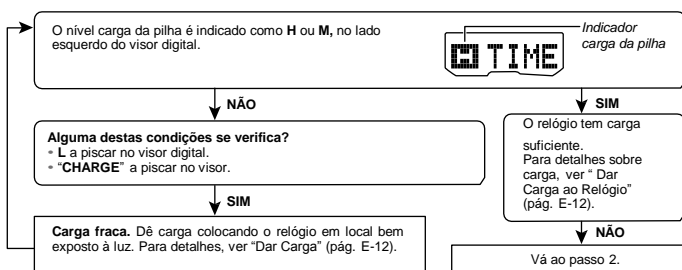 O nível carga da pilha é indicado como H ou M, no lado
esquerdo do visor digital.
Indicador
carga da pilha
TIME
NÃO
SIM
Alguma destas condições se verifica?
• L a piscar no visor digital.
• “CHARGE” a piscar no visor.
O relógio tem carga
suficiente.
Para detalhes sobre
carga, ver “ Dar
Carga ao Relógio”
(pág. E-12).
SIM
NÃO
Carga fraca. Dê carga colocando o relógio em local bem
exposto à luz. Para detalhes, ver “Dar Carga” (pág. E-12).
Vá ao passo 2.